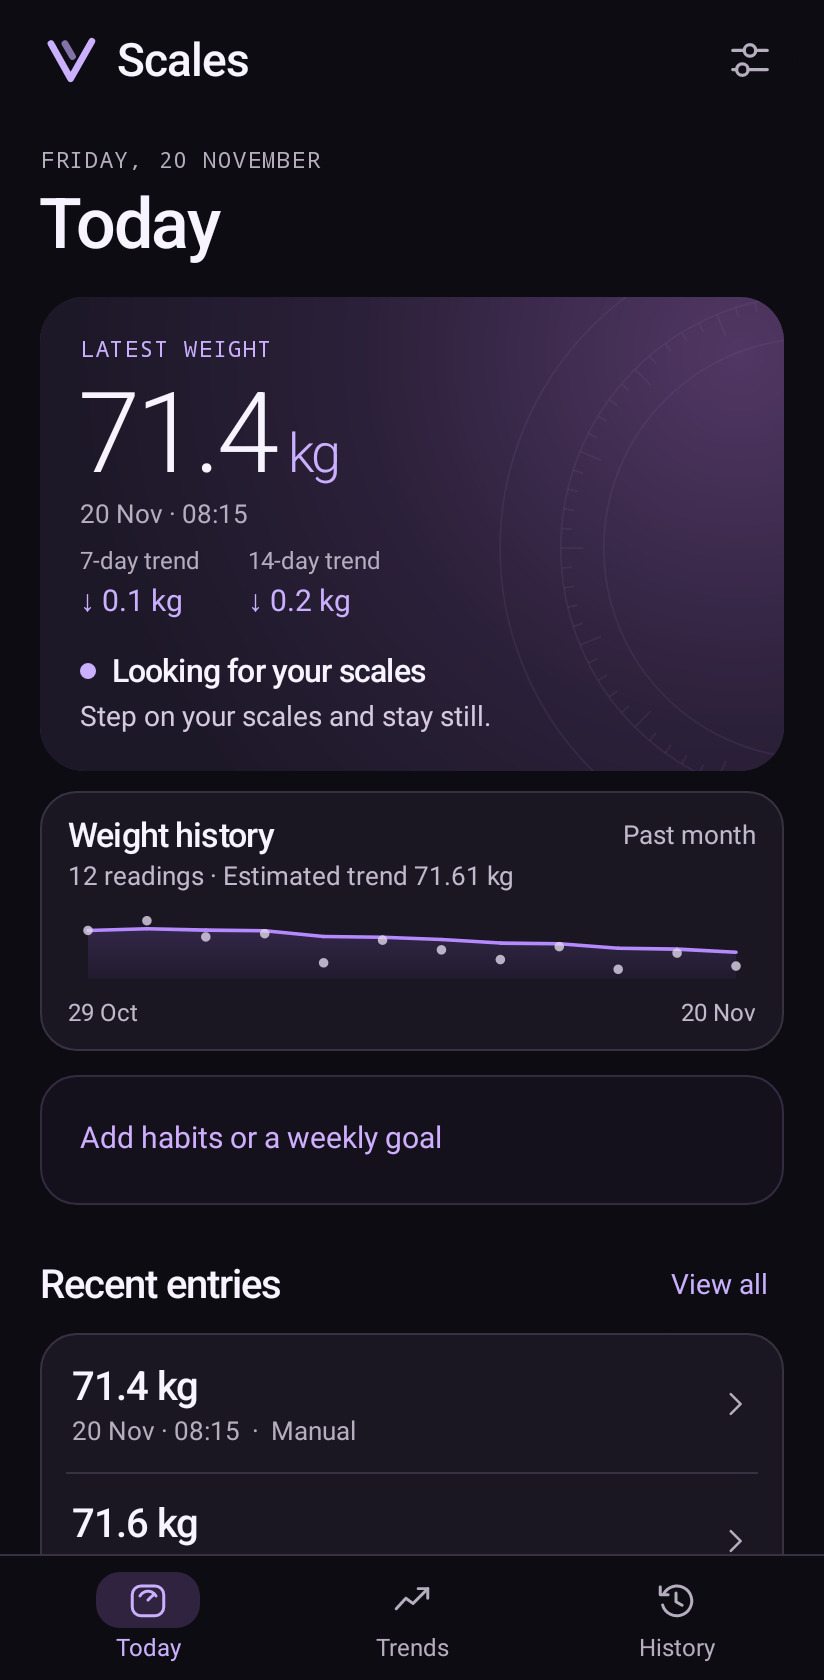 Scales
FRIDAY, 20 NOVEMBER
Today
LATEST WEIGHT
71.4 kg
20 Nov · 08:15
7-day trend 14-day trend
↓ 0.1 kg ↓ 0.2 kg
Looking for your scales
Step on your scales and stay still.
Weight history Past month
12 readings · Estimated trend 71.61 kg
29 Oct 20 Nov
Add habits or a weekly goal
Recent entries View all
71.4 kg
20 Nov · 08:15 · Manual
71.6 kg
Today Trends History